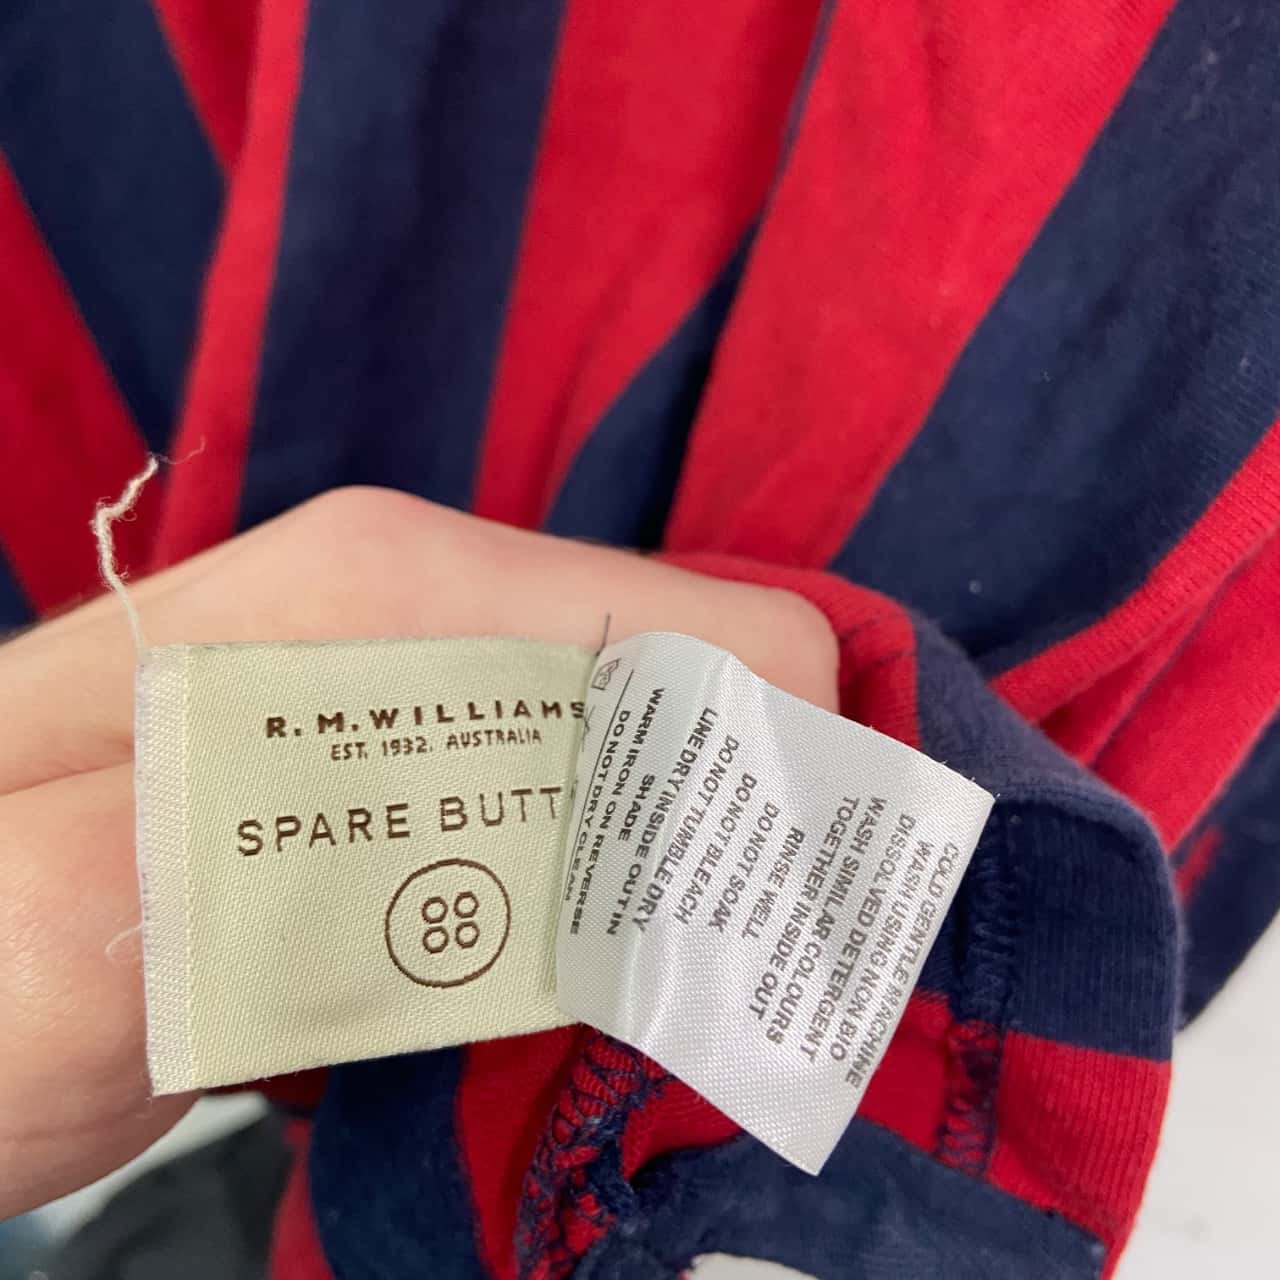 R.M.WILLIAMS
EST. 1932. AUSTRALIA
SPARE BUTT
COLD GENTLE MACHINE
WASH USING NON BIO
DISSOLVED DETERGENT
WASH SIMILAR COLOURS
TOGETHER INSIDE OUT
RINSE WELL
DO NOT SOAK
DO NOT BLEACH
DO NOT TUMBLE DRY
LINE DRY INSIDE OUT IN
SHADE
WARM IRON ON REVERSE
DO NOT DRY CLEAN